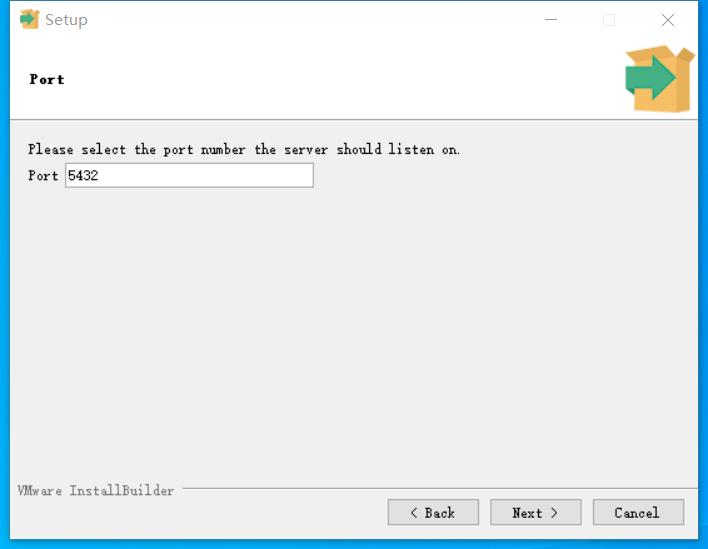 Setup
Port
Please select the port number the server should listen on.
Port 5432
VMware InstallBuilder
< Back Next > Cancel